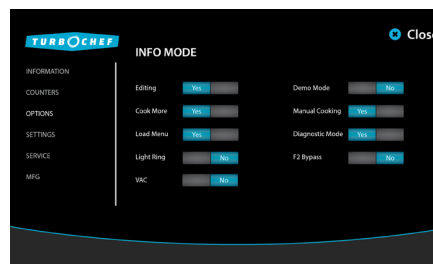 TURBOCHEF
Close
INFO MODE
INFORMATION
COUNTERS
OPTIONS
SETTINGS
SERVICE
MFG
Editing Yes
Cook More Yes
Load Menu Yes
Light Ring No
VAC No
Demo Mode No
Manual Cooking Yes
Diagnostic Mode Yes
F2 Bypass No